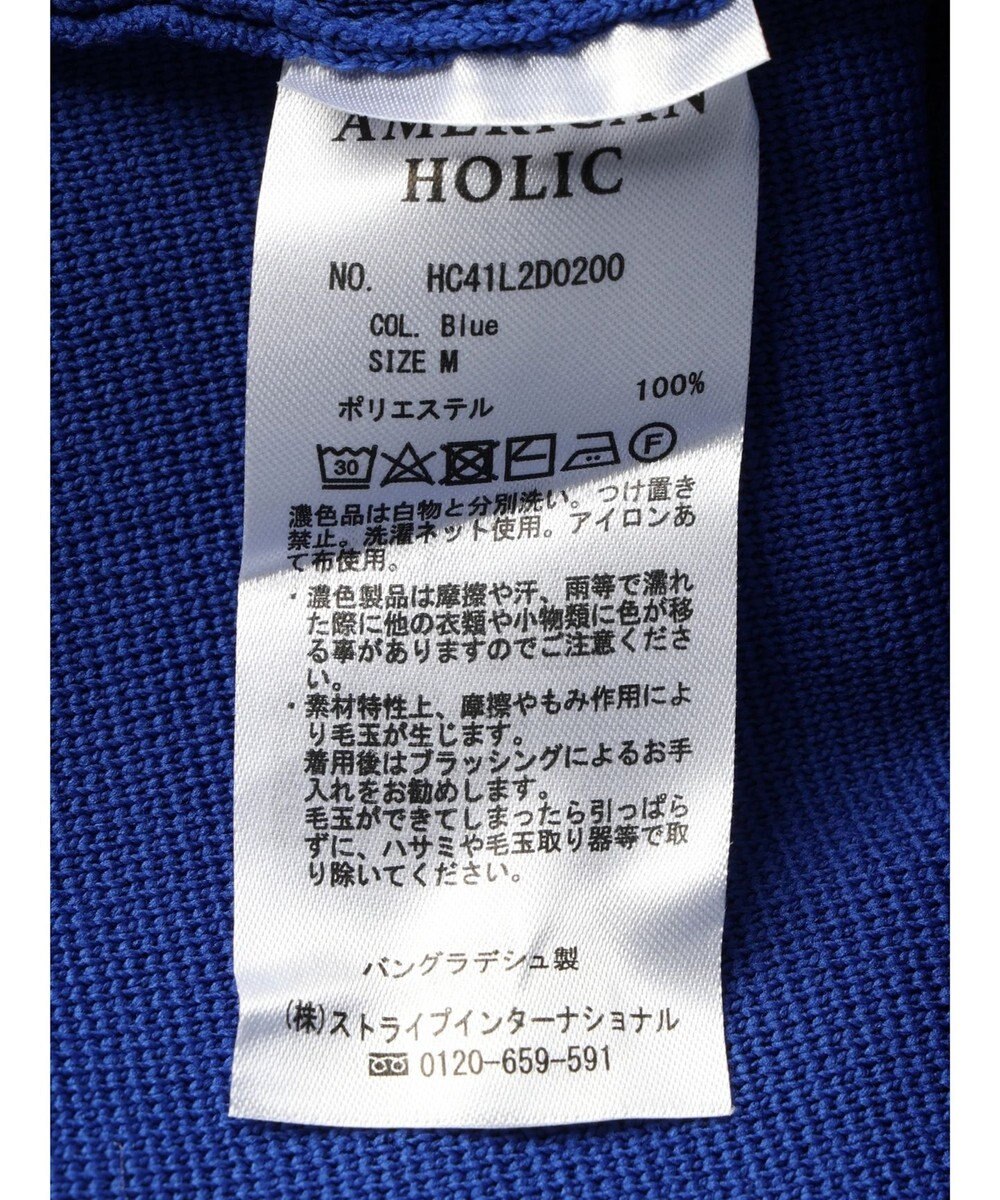 AMERICAN
HOLIC
NO. HC41L2D0200
COL. Blue
SIZE M
ポリエステル 100%
30 F
濃色品は白物と分別洗い。つけ置き
禁止。洗濯ネット使用。アイロンあ
て布使用。
・濃色製品は摩擦や汗、雨等で濡れ
た際に他の衣類や小物類に色が移
る事がありますのでご注意くださ
い。
・素材特性上、摩擦やもみ作用によ
り毛玉が生じます。
着用後はブラッシングによるお手
入れをお勧めします。
毛玉ができてしまったら引っぱら
ずに、ハサミや毛玉取り器等で取
り除いてください。
バングラデシュ製
(株)ストライプインターナショナル
0120-659-591